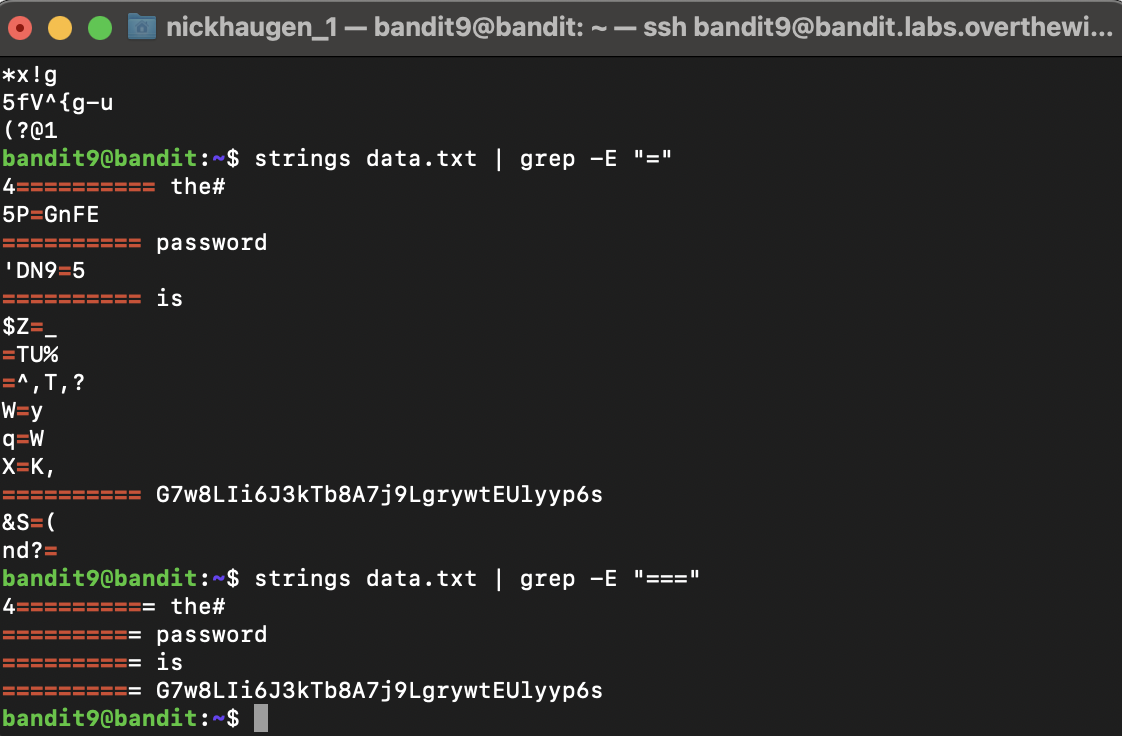 nickhaugen_1 — bandit9@bandit: ~ — ssh bandit9@bandit.labs.overthewi...
*x!g
5fV^{g-u
(?@1
bandit9@bandit:~$ strings data.txt | grep -E "="
4========== the#
5P=GnFE
========== password
'DN9=5
========== is
$Z=_
=TU%
=^,T,?
W=y
q=W
X=K,
========== G7w8LIi6J3kTb8A7j9LgrywtEUlyyp6s
&S=(
nd?=
bandit9@bandit:~$ strings data.txt | grep -E "==="
4========== the#
========== password
========== is
========== G7w8LIi6J3kTb8A7j9LgrywtEUlyyp6s
bandit9@bandit:~$